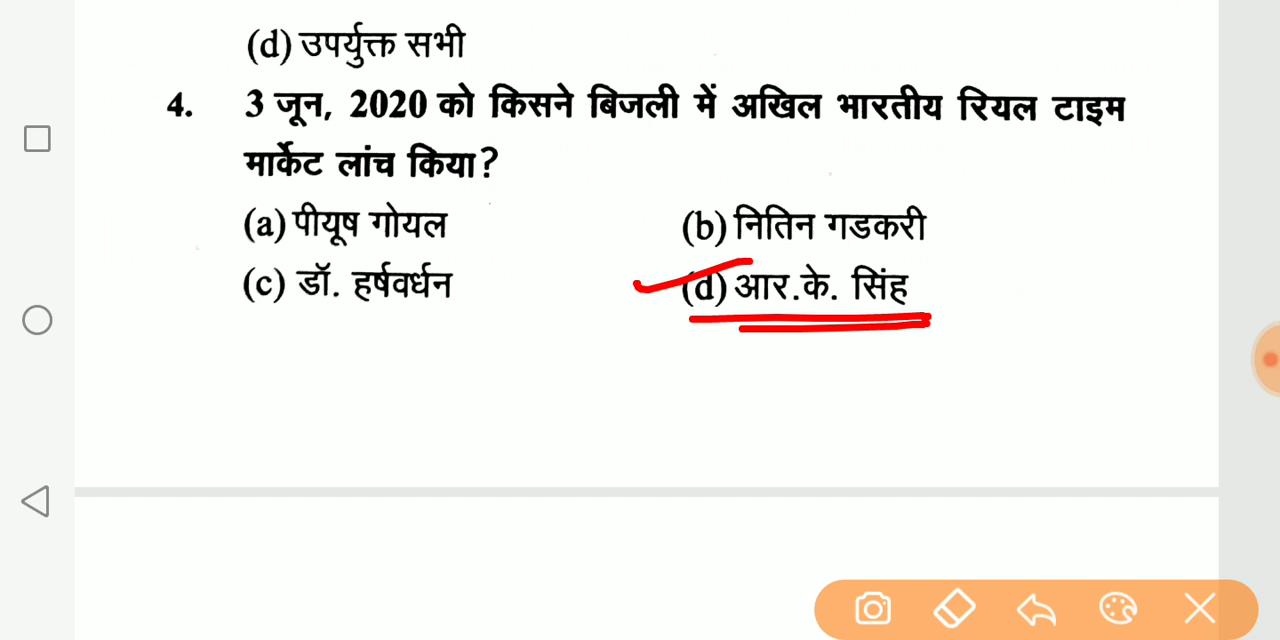 (d) उपर्युक्त सभी
4. 3 जून, 2020 को किसने बिजली में अखिल भारतीय रियल टाइम
मार्केट लांच किया?
(a) पीयूष गोयल (b) नितिन गडकरी
(c) डॉ. हर्षवर्धन (d) आर.के. सिंह